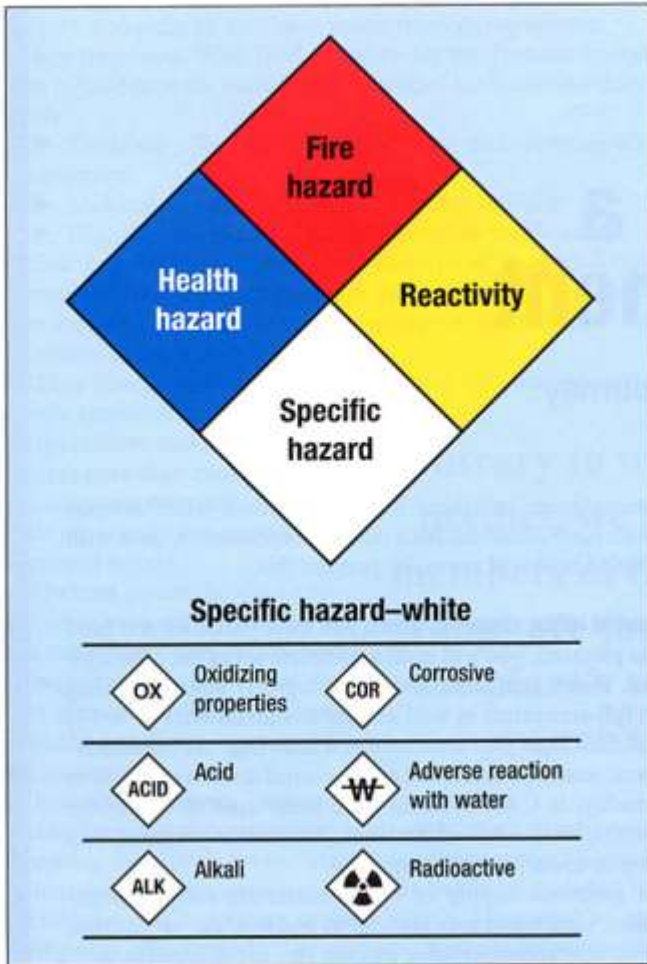 Fire
hazard
Health
hazard
Reactivity
Specific
hazard
Specific hazard–white
OX
Oxidizing
properties
COR
Corrosive
ACID
Acid
W
Adverse reaction
with water
ALK
Alkali
Radioactive